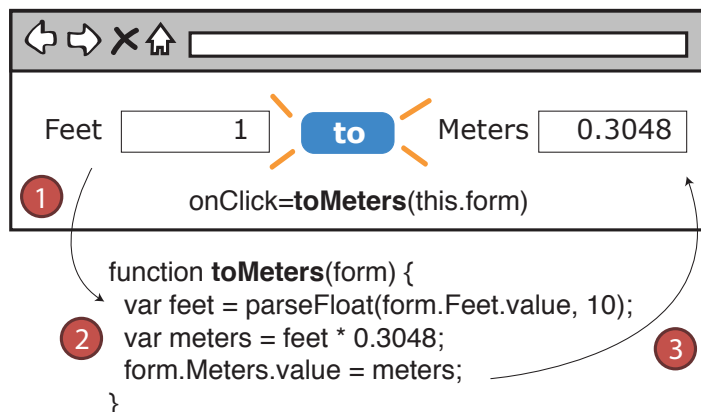 Feet 1 to Meters 0.3048
1
onClick=toMeters(this.form)
function toMeters(form) {
var feet = parseFloat(form.Feet.value, 10);
2 var meters = feet * 0.3048; 3
form.Meters.value = meters;
}